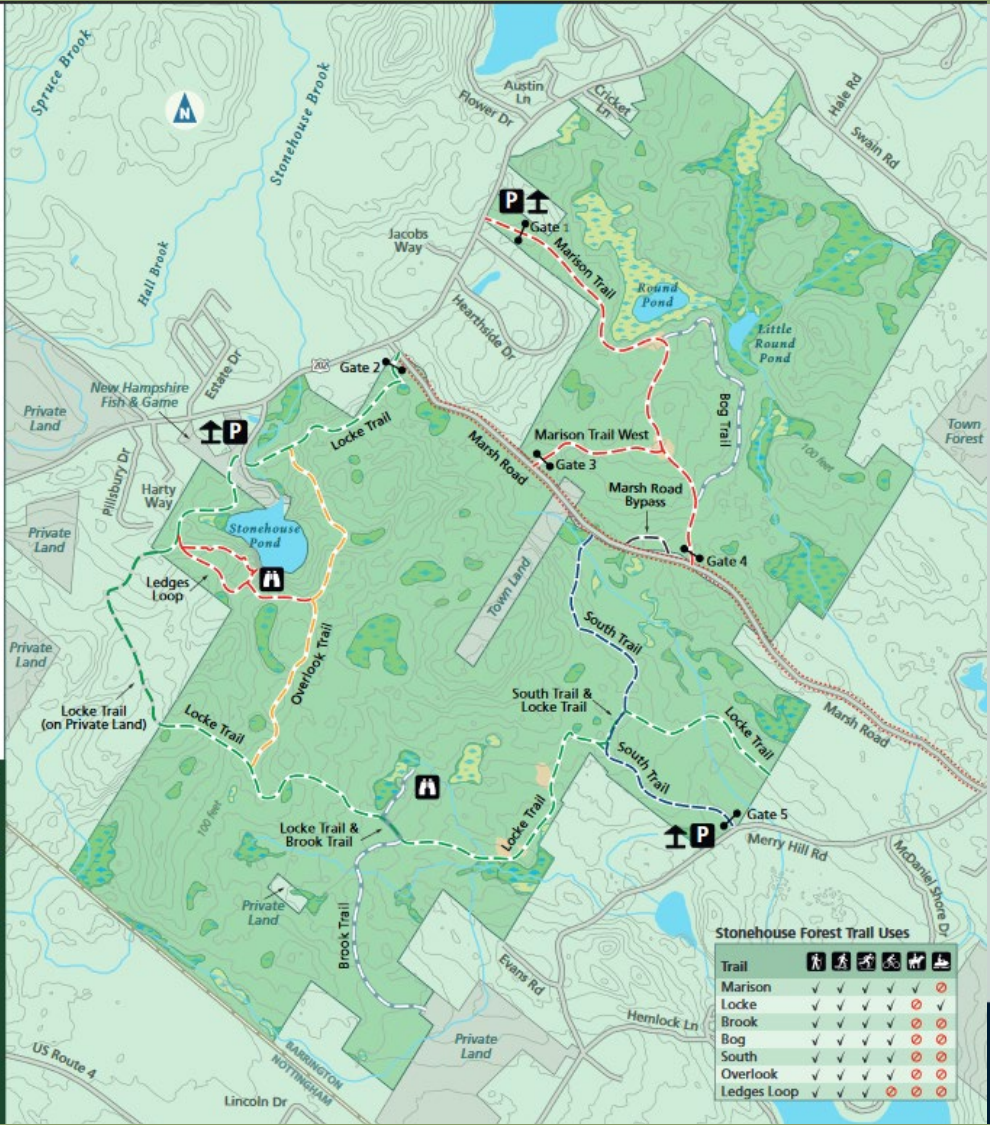 Spruce Brook
Stonehouse Brook
Hall Brook
N
Austin
Ln
Cricket
Ln
Flower Dr
Hale Rd
Swain Rd
P
Gate 1
Marison Trail
Jacobs
Way
Hearthside Dr
Round
Pond
Little
Round
Pond
Estate Dr
202
Gate 2
New Hampshire
Fish & Game
Private
Land
P
Locke Trail
Marsh Road
Marison Trail West
Gate 3
Bog Trail
Town
Forest
100 feet
Marsh Road
Bypass
Pillsbury Dr
Harty
Way
Stonehouse
Pond
Private
Land
Gate 4
Ledges
Loop
Town Land
South Trail
Private
Land
Overlook Trail
South Trail &
Locke Trail
Locke Trail
(on Private Land)
Locke Trail
Locke Trail
Marsh Road
South Trail
100 feet
Locke Trail &
Brook Trail
Locke Trail
Gate 5
P
Merry Hill Rd
McDaniel Shore Dr
Private
Land
Brook Trail
Evans Rd
Hemlock Ln
Private
Land
US Route 4
BARRINGTON
NOTTINGHAM
Lincoln Dr
Stonehouse Forest Trail Uses
Trail
Marison ✓ ✓ ✓ ✓ ✓ 🚫
Locke ✓ ✓ ✓ ✓ 🚫 ✓
Brook ✓ ✓ ✓ ✓ 🚫 🚫
Bog ✓ ✓ ✓ ✓ 🚫 🚫
South ✓ ✓ ✓ ✓ 🚫 🚫
Overlook ✓ ✓ ✓ ✓ 🚫 🚫
Ledges Loop ✓ ✓ ✓ 🚫 🚫 🚫